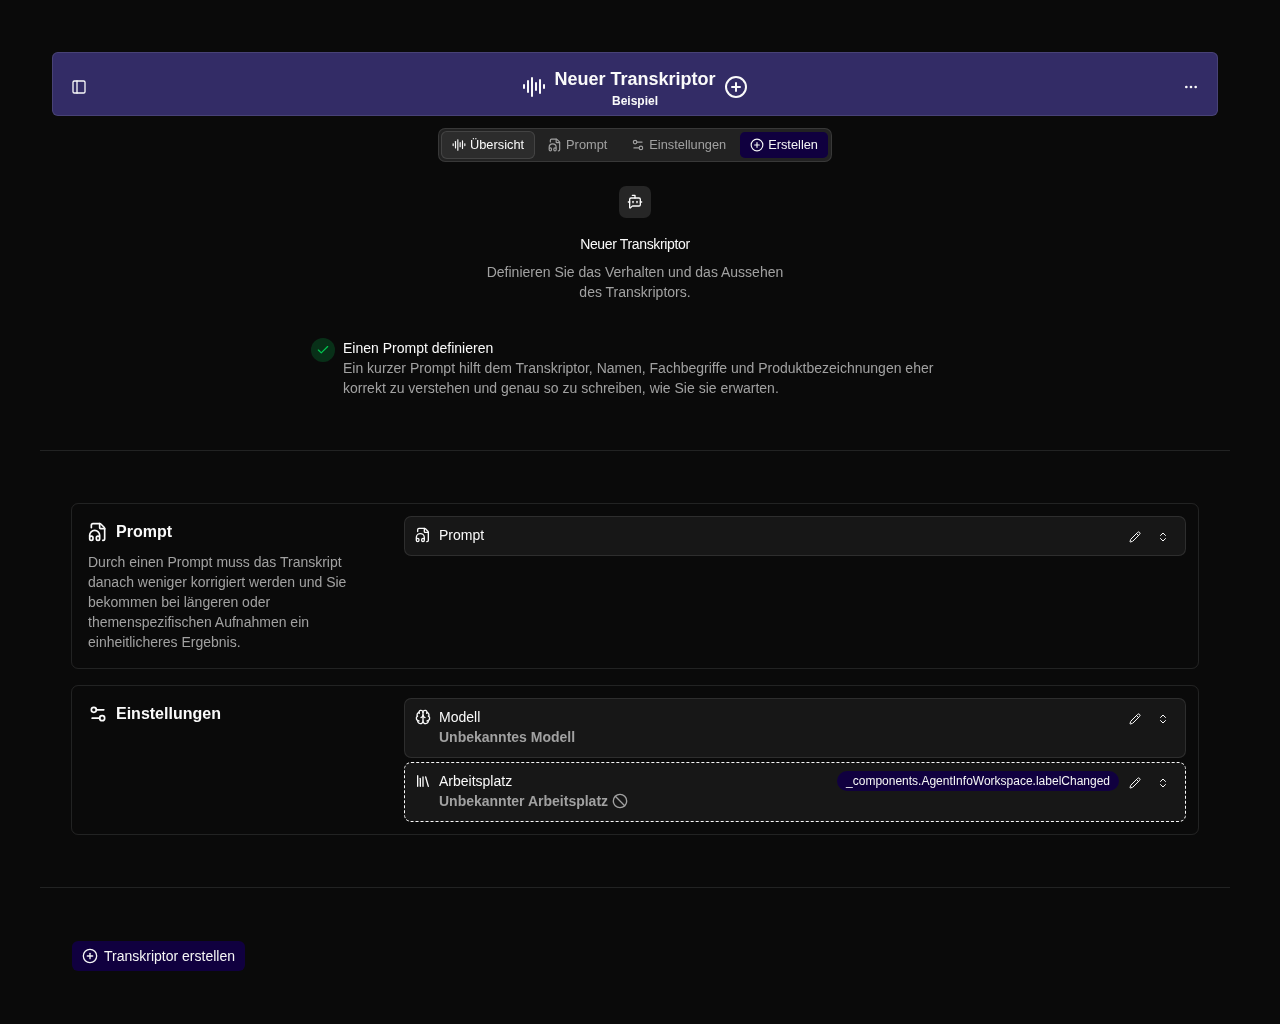 Neuer Transkriptor
Beispiel
Übersicht Prompt Einstellungen Erstellen
Neuer Transkriptor
Definieren Sie das Verhalten und das Aussehen
des Transkriptors.
Einen Prompt definieren
Ein kurzer Prompt hilft dem Transkriptor, Namen, Fachbegriffe und Produktbezeichnungen eher
korrekt zu verstehen und genau so zu schreiben, wie Sie sie erwarten.
Prompt
Durch einen Prompt muss das Transkript
danach weniger korrigiert werden und Sie
bekommen bei längeren oder
themenspezifischen Aufnahmen ein
einheitlicheres Ergebnis.
Prompt
Einstellungen
Modell
Unbekanntes Modell
Arbeitsplatz _components.AgentInfoWorkspace.labelChanged
Unbekannter Arbeitsplatz
Transkriptor erstellen